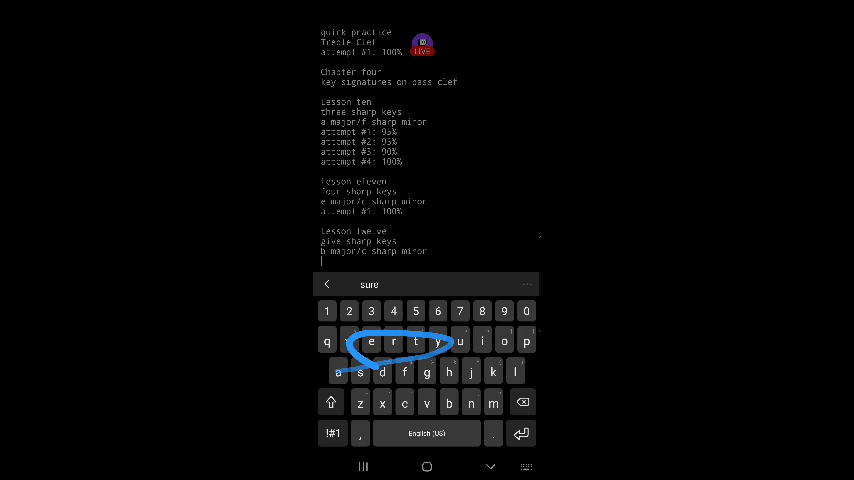 quick practice
Treble Clef
attempt #1: 100%
LIVE
Chapter four
key signatures on bass clef
Lesson ten
three sharp keys
a major/f sharp minor
attempt #1: 95%
attempt #2: 95%
attempt #3: 90%
attempt #4: 100%
Lesson eleven
four sharp keys
e major/c sharp minor
attempt #1: 100%
Lesson Twelve
give sharp keys
b major/c sharp minor
sure
1 2 3 4 5 6 7 8 9 0
q w e r t y u i o p
a s d f g h j k l
z x c v b n m
!#1 , English (US) .